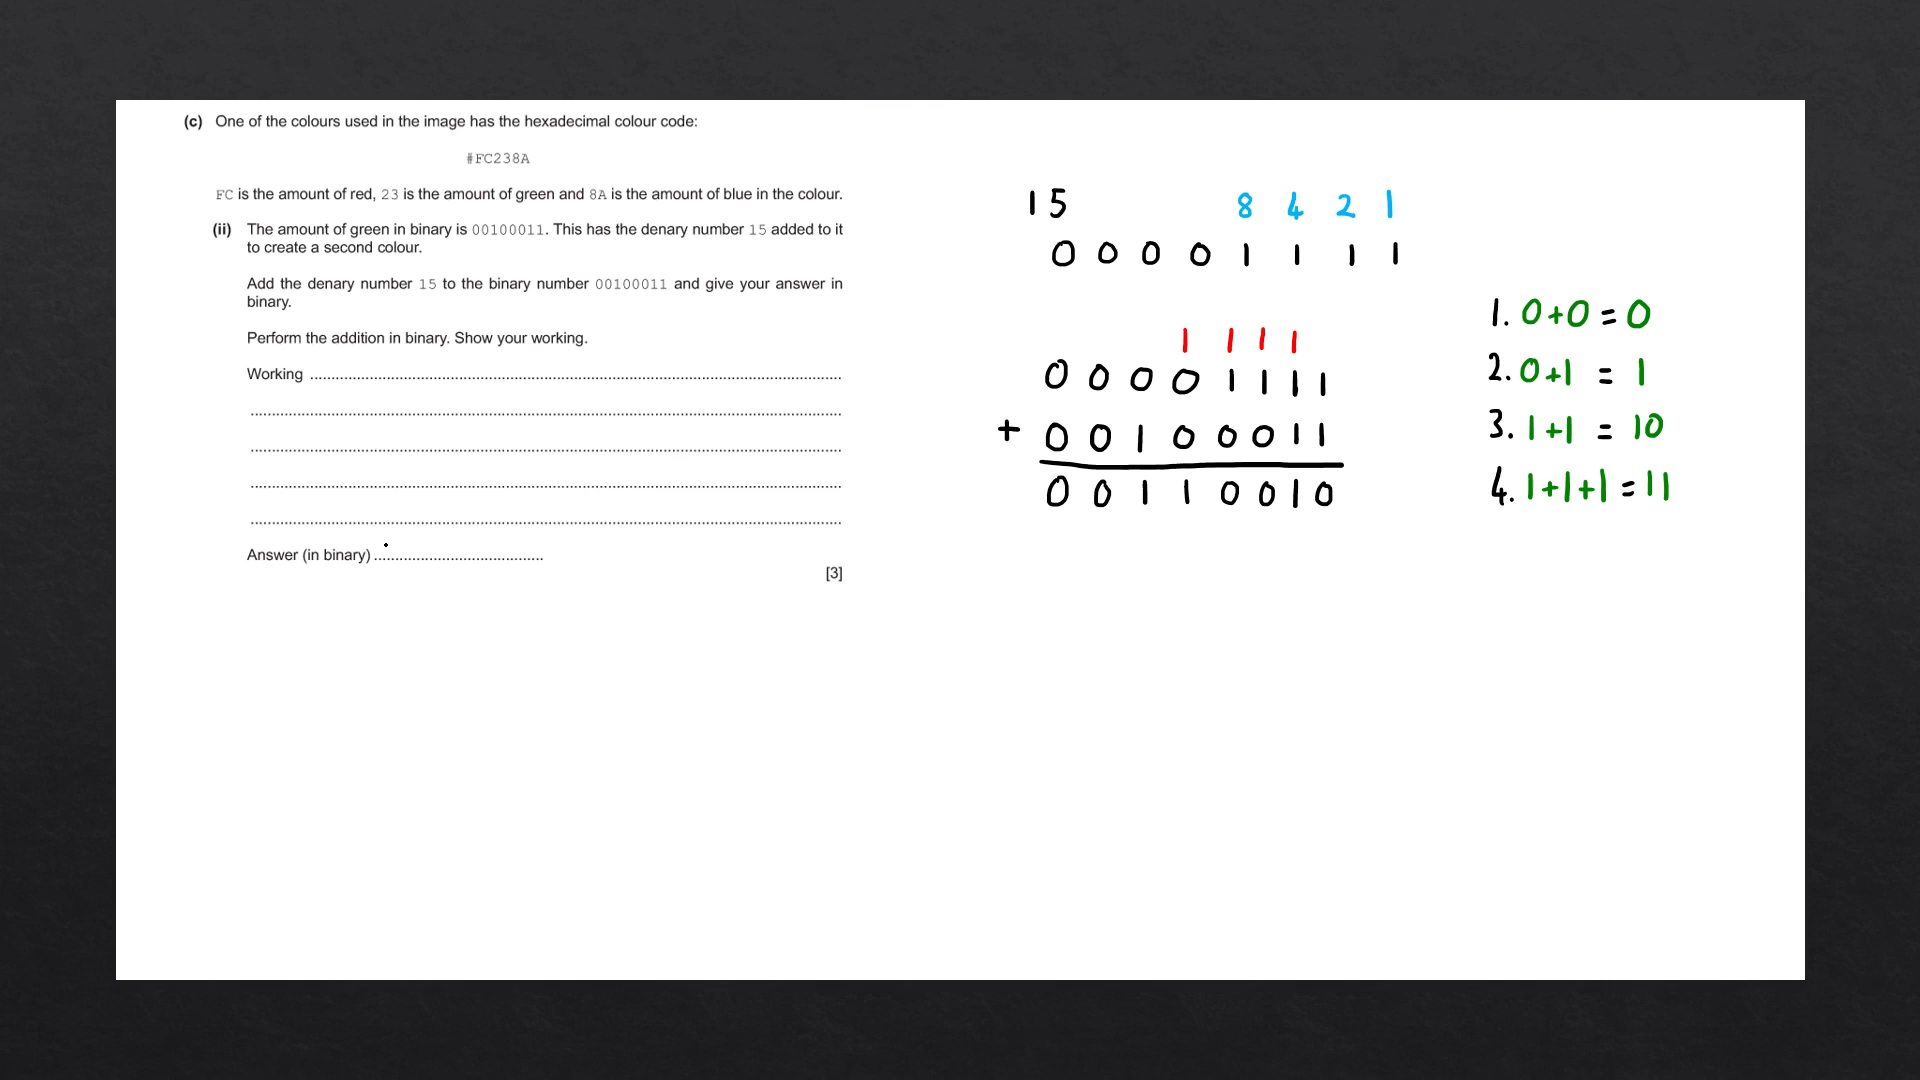 (c) One of the colours used in the image has the hexadecimal colour code:
#FC238A
FC is the amount of red, 23 is the amount of green and 8A is the amount of blue in the colour.
(ii) The amount of green in binary is 00100011. This has the denary number 15 added to it
to create a second colour.
Add the denary number 15 to the binary number 00100011 and give your answer in
binary.
Perform the addition in binary. Show your working.
Working ..........
Answer (in binary) ..........
[3]
15 8 4 2 1
0 0 0 0 1 1 1 1
1 1 1 1
0 0 0 0 1 1 1 1
+ 0 0 1 0 0 0 1 1
0 0 1 1 0 0 1 0
1. 0+0 = 0
2. 0+1 = 1
3. 1+1 = 10
4. 1+1+1 = 11